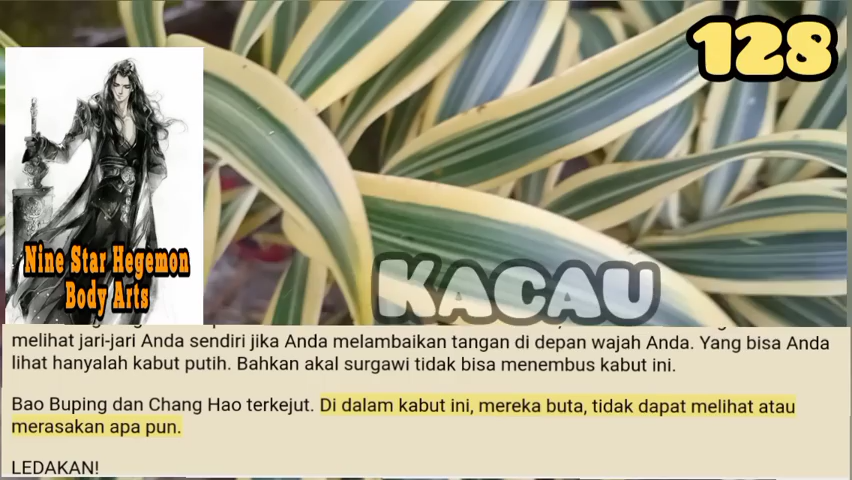 128
Nine Star Hegemon
Body Arts
KACAU
melihat jari-jari Anda sendiri jika Anda melambaikan tangan di depan wajah Anda. Yang bisa Anda
lihat hanyalah kabut putih. Bahkan akal surgawi tidak bisa menembus kabut ini.
Bao Buping dan Chang Hao terkejut. Di dalam kabut ini, mereka buta, tidak dapat melihat atau
merasakan apa pun.
LEDAKAN!